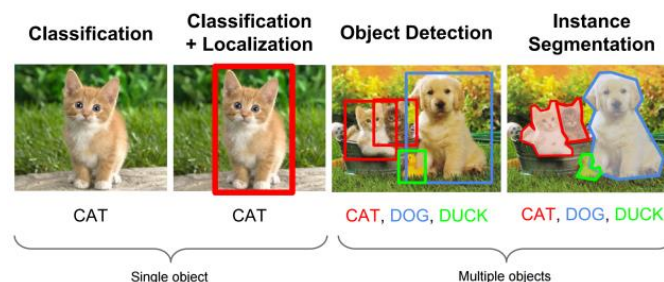 Classification
Classification
+ Localization
Object Detection
Instance
Segmentation
CAT
CAT
CAT, DOG, DUCK
CAT, DOG, DUCK
Single object
Multiple objects